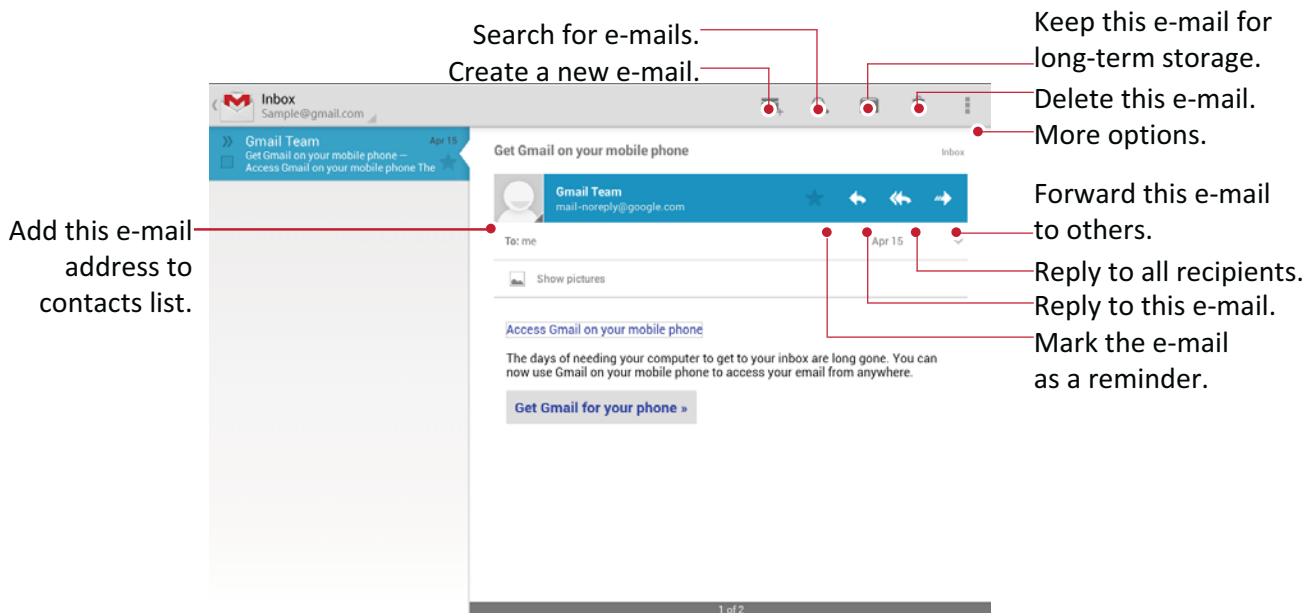 Search for e-mails.
Create a new e-mail.
Keep this e-mail for
long-term storage.
Delete this e-mail.
More options.
Inbox
Sample@gmail.com
Gmail Team
Apr 15
Get Gmail on your mobile phone –
Access Gmail on your mobile phone The
Get Gmail on your mobile phone
Inbox
Gmail Team
mail-noreply@google.com
To: me
Apr 15
Show pictures
Access Gmail on your mobile phone
The days of needing your computer to get to your inbox are long gone. You can
now use Gmail on your mobile phone to access your email from anywhere.
Get Gmail for your phone »
1 of 2
Add this e-mail
address to
contacts list.
Forward this e-mail
to others.
Reply to all recipients.
Reply to this e-mail.
Mark the e-mail
as a reminder.